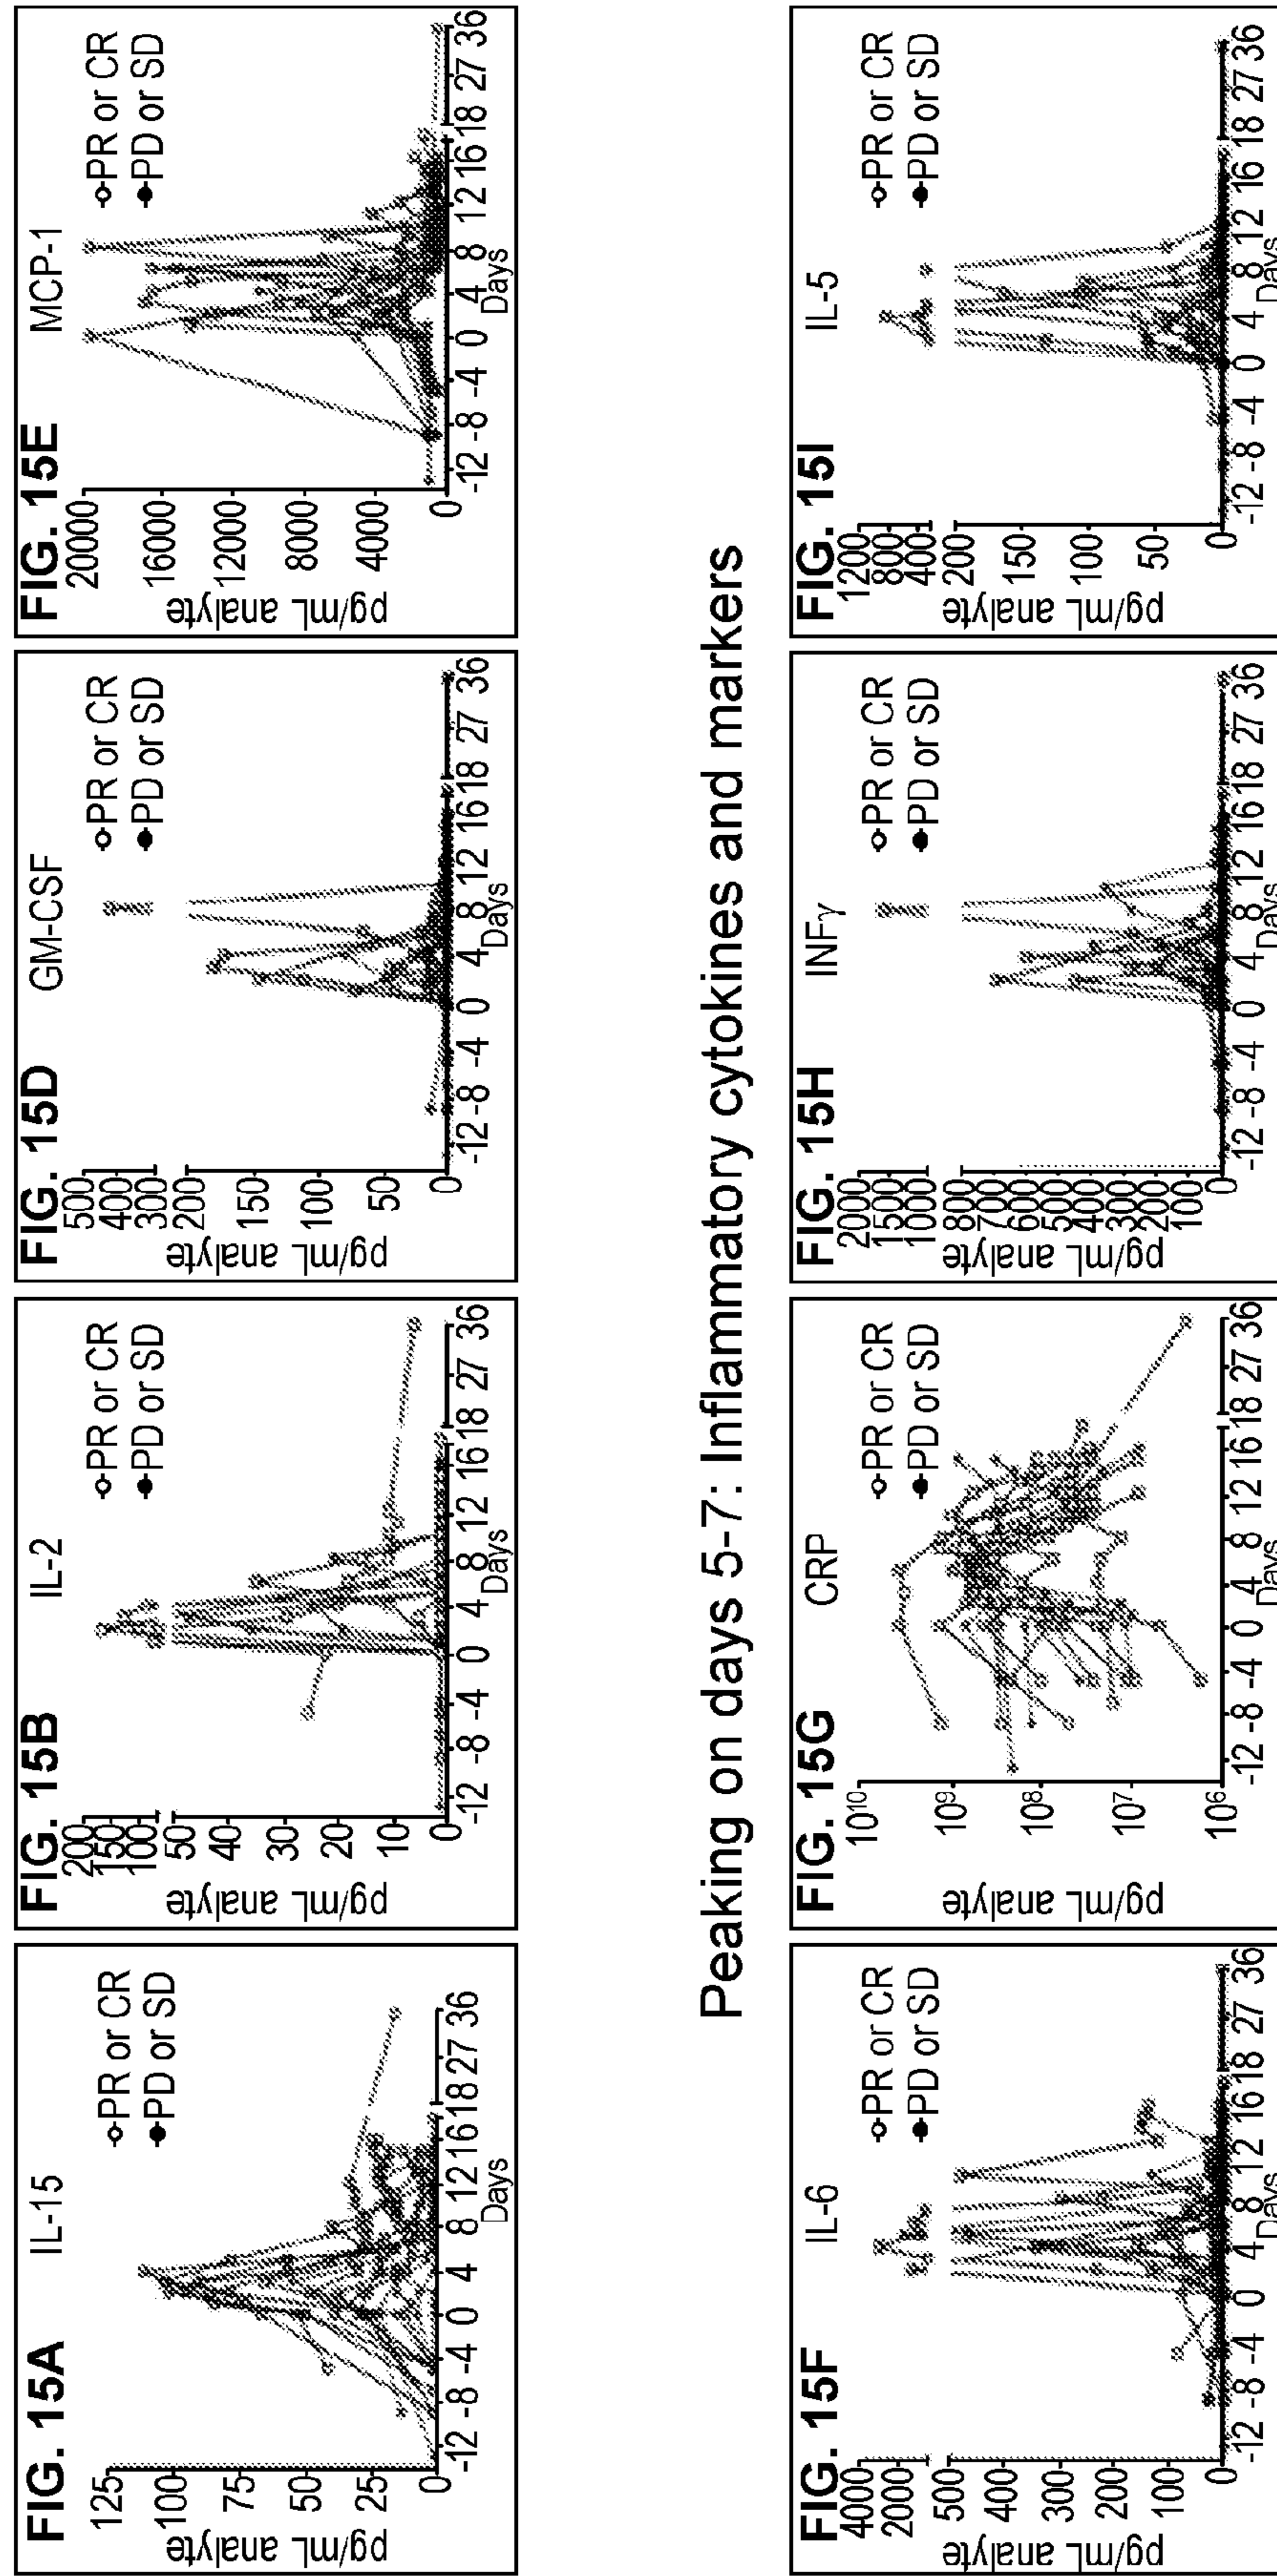 FIG. 15A
IL-15
PR or CR
PD or SD
pg/mL analyte
125
100
75
50
25
0
-12 -8 -4 0 4 8 12 16 18 27 36
Days
FIG. 15B
IL-2
PR or CR
PD or SD
pg/mL analyte
200
150
100
50
40
30
20
10
0
-12 -8 -4 0 4 8 12 16 18 27 36
Days
FIG. 15D
GM-CSF
PR or CR
PD or SD
pg/mL analyte
500
400
300
200
150
100
50
0
-12 -8 -4 0 4 8 12 16 18 27 36
Days
FIG. 15E
MCP-1
PR or CR
PD or SD
pg/mL analyte
20000
16000
12000
8000
4000
0
-12 -8 -4 0 4 8 12 16 18 27 36
Days
Peaking on days 5-7: Inflammatory cytokines and markers
FIG. 15F
IL-6
PR or CR
PD or SD
pg/mL analyte
4000
2000
500
400
300
200
100
0
-12 -8 -4 0 4 8 12 16 18 27 36
Days
FIG. 15G
CRP
PR or CR
PD or SD
pg/mL analyte
10¹⁰
10⁹
10⁸
10⁷
10⁶
-12 -8 -4 0 4 8 12 16 18 27 36
Days
FIG. 15H
INFγ
PR or CR
PD or SD
pg/mL analyte
2000
1500
1000
800
700
600
500
400
300
200
100
0
-12 -8 -4 0 4 8 12 16 18 27 36
Days
FIG. 15I
IL-5
PR or CR
PD or SD
pg/mL analyte
1200
800
400
200
150
100
50
0
-12 -8 -4 0 4 8 12 16 18 27 36
Days